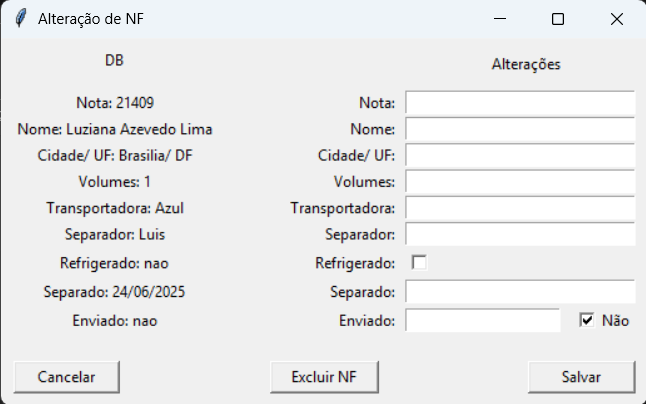 Alteração de NF
DB Alterações
Nota: 21409 Nota:
Nome: Luziana Azevedo Lima Nome:
Cidade/ UF: Brasilia/ DF Cidade/ UF:
Volumes: 1 Volumes:
Transportadora: Azul Transportadora:
Separador: Luis Separador:
Refrigerado: nao Refrigerado:
Separado: 24/06/2025 Separado:
Enviado: nao Enviado: Não
Cancelar Excluir NF Salvar